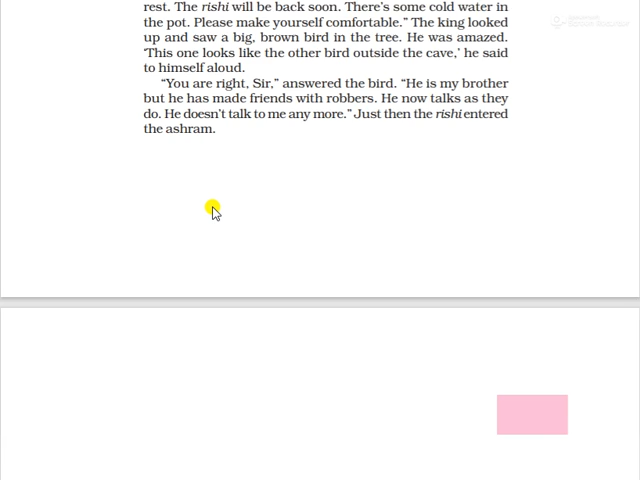 rest. The rishi will be back soon. There's some cold water in
the pot. Please make yourself comfortable.” The king looked
up and saw a big, brown bird in the tree. He was amazed.
‘This one looks like the other bird outside the cave,’ he said
to himself aloud.
“You are right, Sir,” answered the bird. “He is my brother
but he has made friends with robbers. He now talks as they
do. He doesn't talk to me any more.” Just then the rishi entered
the ashram.